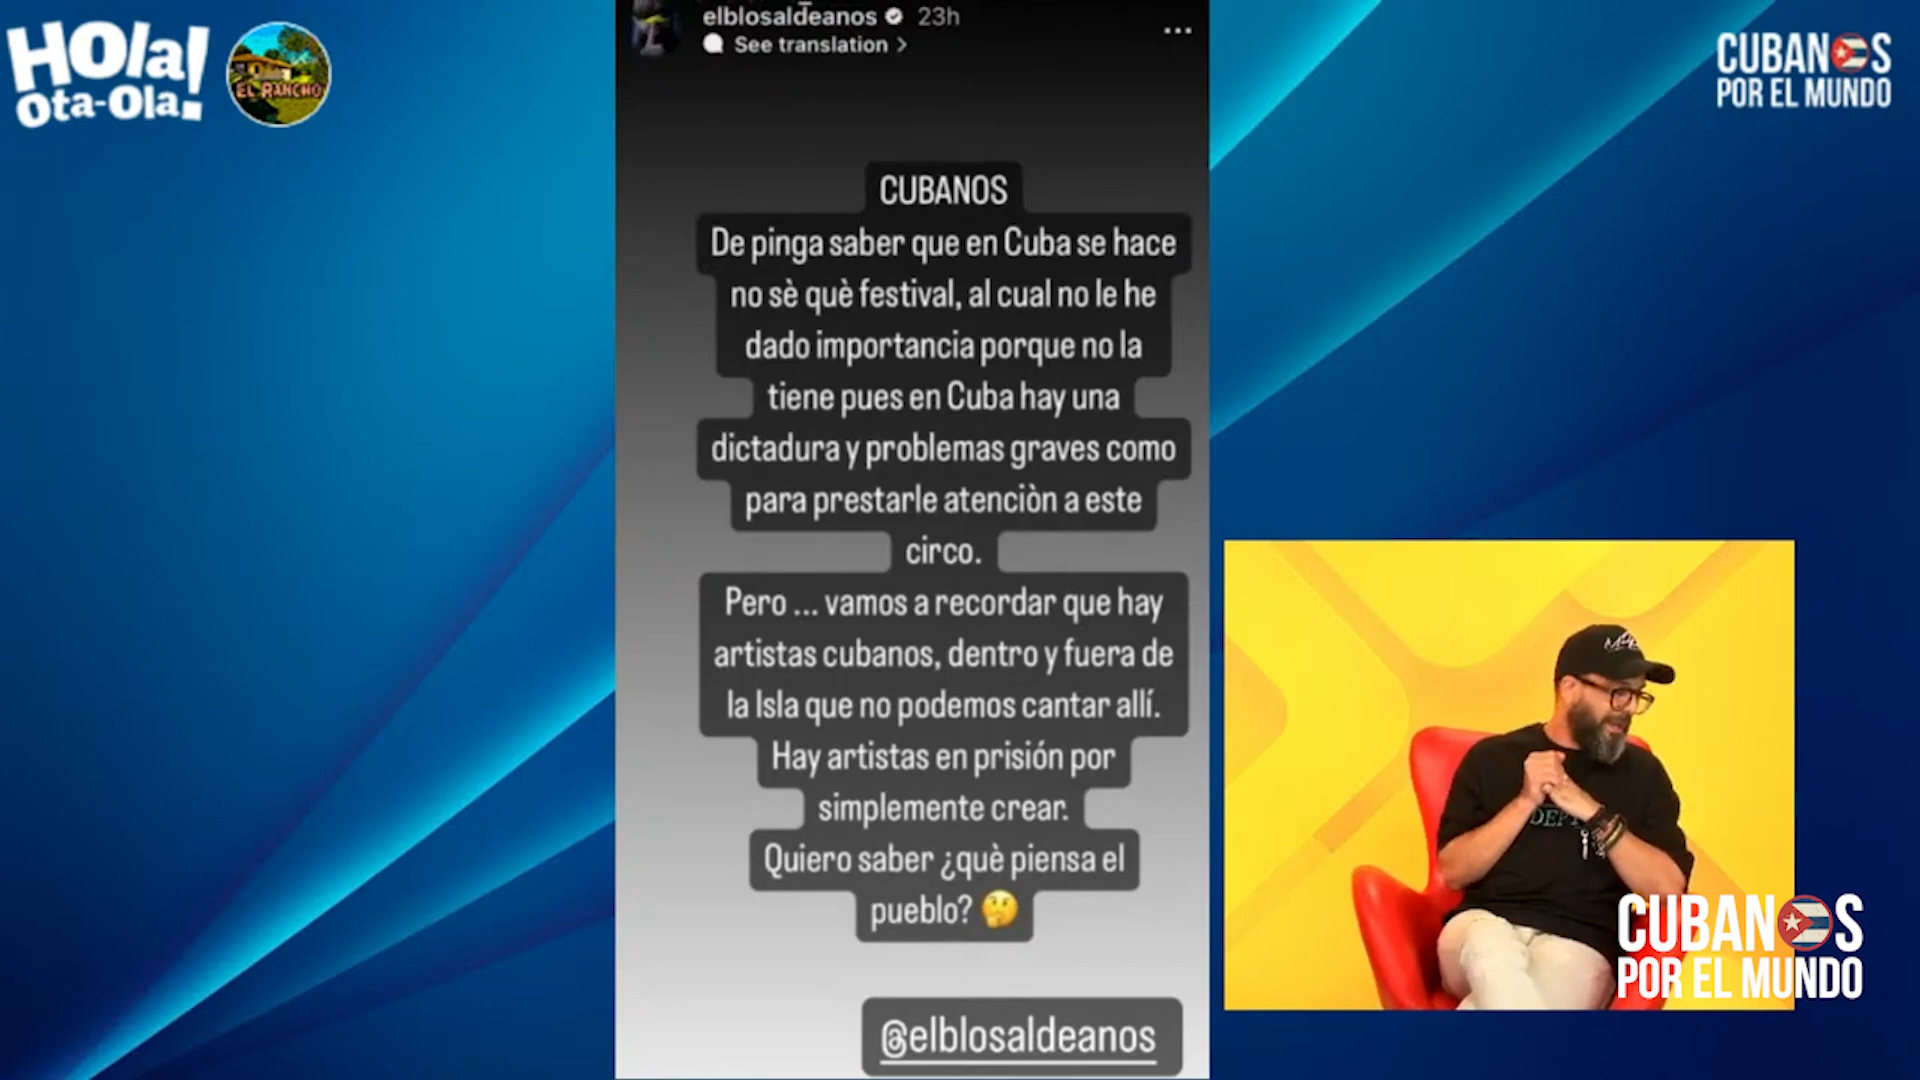 HOla!
Ota-Ola!
EL RANCHO
elblosaldeanos 23h
See translation >
CUBANOS
POR EL MUNDO
CUBANOS
De pinga saber que en Cuba se hace
no sè què festival, al cual no le he
dado importancia porque no la
tiene pues en Cuba hay una
dictadura y problemas graves como
para prestarle atenciòn a este
circo.
Pero ... vamos a recordar que hay
artistas cubanos, dentro y fuera de
la Isla que no podemos cantar allí.
Hay artistas en prisión por
simplemente crear.
Quiero saber ¿què piensa el
pueblo? 🤔
@elblosaldeanos
CUBANOS
POR EL MUNDO